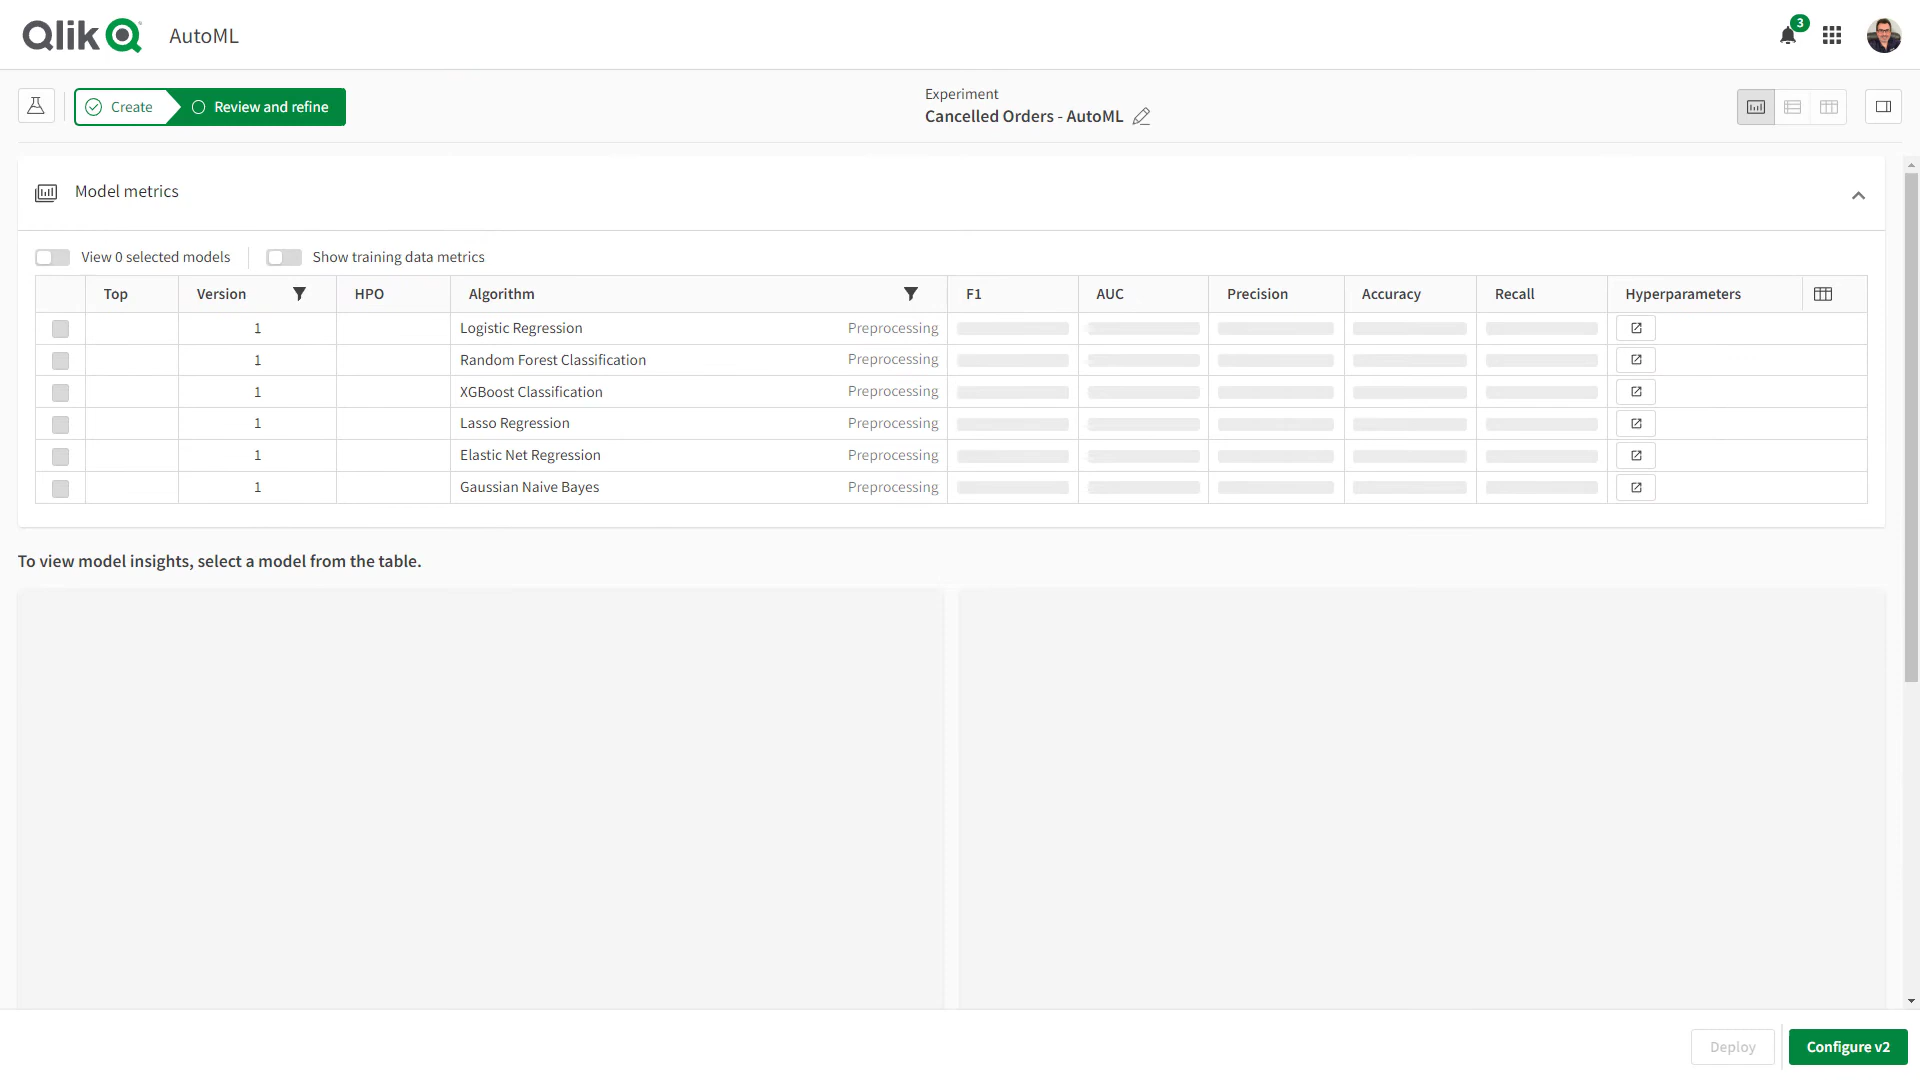 Qlik AutoML 3
Create Review and refine
Experiment
Cancelled Orders - AutoML
Model metrics
View 0 selected models Show training data metrics
Top Version HPO Algorithm F1 AUC Precision Accuracy Recall Hyperparameters
1 Logistic Regression Preprocessing
1 Random Forest Classification Preprocessing
1 XGBoost Classification Preprocessing
1 Lasso Regression Preprocessing
1 Elastic Net Regression Preprocessing
1 Gaussian Naive Bayes Preprocessing
To view model insights, select a model from the table.
Deploy Configure v2